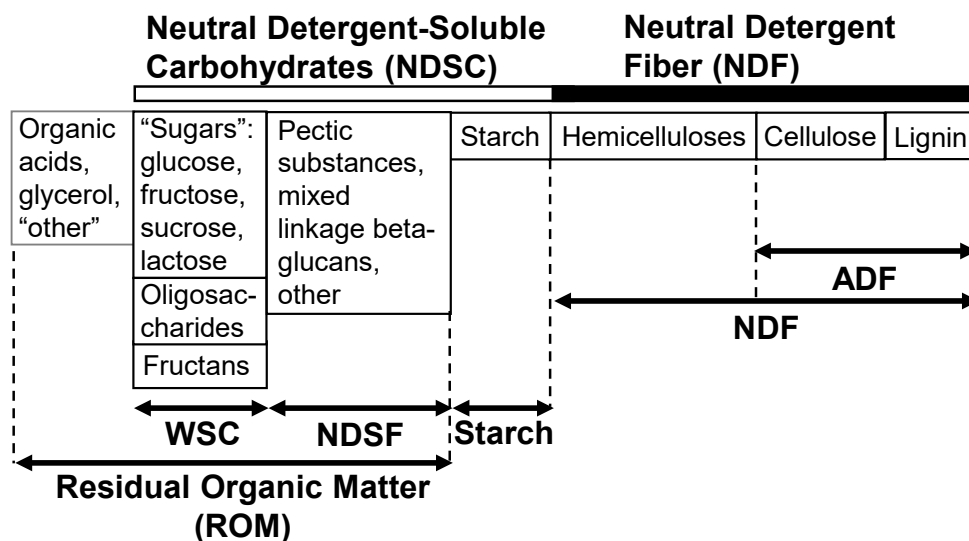 Neutral Detergent-Soluble
Carbohydrates (NDSC)
Neutral Detergent
Fiber (NDF)
Organic
acids,
glycerol,
“other”
“Sugars”:
glucose,
fructose,
sucrose,
lactose
Oligosac-
charides
Fructans
Pectic
substances,
mixed
linkage beta-
glucans,
other
Starch
Hemicelluloses
Cellulose
Lignin
ADF
NDF
WSC
NDSF
Starch
Residual Organic Matter
(ROM)